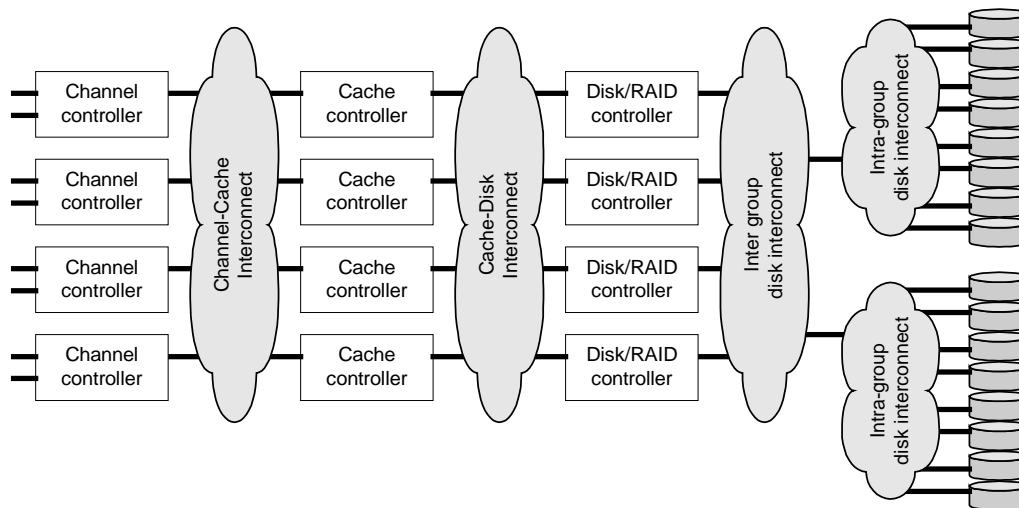 Channel
controller
Cache
controller
Disk/RAID
controller
Channel
controller
Cache
controller
Disk/RAID
controller
Channel
controller
Cache
controller
Disk/RAID
controller
Channel
controller
Cache
controller
Disk/RAID
controller
Channel-Cache
Interconnect
Cache-Disk
Interconnect
Inter group
disk interconnect
Intra-group
disk interconnect
Intra-group
disk interconnect